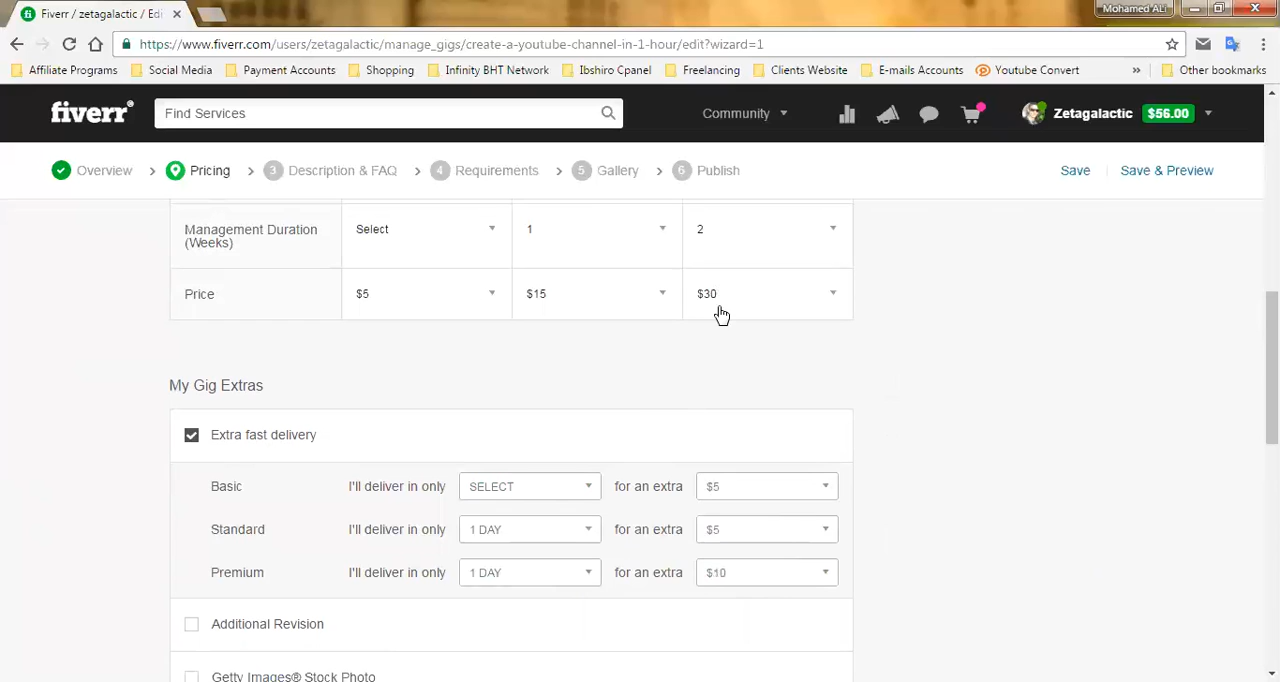 Fiverr / zetagalactic / Edi
Mohamed ALi
https://www.fiverr.com/users/zetagalactic/manage_gigs/create-a-youtube-channel-in-1-hour/edit?wizard=1
Affiliate Programs Social Media Payment Accounts Shopping Infinity BHT Network Ibshiro Cpanel Freelancing Clients Website E-mails Accounts Youtube Convert » Other bookmarks
fiverr® Find Services Community Zetagalactic $56.00
Overview Pricing 3 Description & FAQ 4 Requirements 5 Gallery 6 Publish Save Save & Preview
Management Duration (Weeks) Select 1 2
Price $5 $15 $30
My Gig Extras
Extra fast delivery
Basic I'll deliver in only SELECT for an extra $5
Standard I'll deliver in only 1 DAY for an extra $5
Premium I'll deliver in only 1 DAY for an extra $10
Additional Revision
Getty Images® Stock Photo